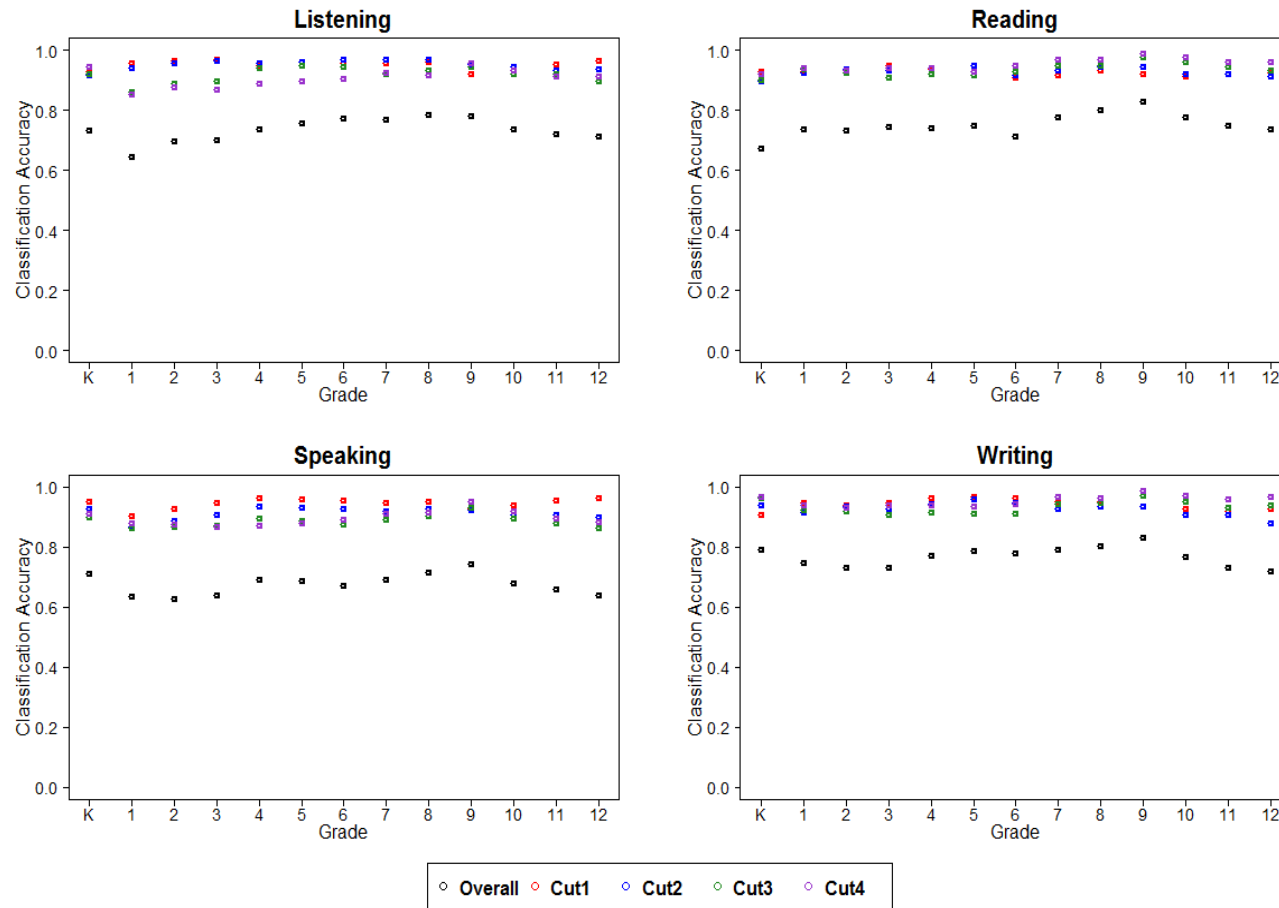 Listening
Classification Accuracy
1.0
0.8
0.6
0.4
0.2
0.0
K 1 2 3 4 5 6 7 8 9 10 11 12
Grade
Reading
Classification Accuracy
1.0
0.8
0.6
0.4
0.2
0.0
K 1 2 3 4 5 6 7 8 9 10 11 12
Grade
Speaking
Classification Accuracy
1.0
0.8
0.6
0.4
0.2
0.0
K 1 2 3 4 5 6 7 8 9 10 11 12
Grade
Writing
Classification Accuracy
1.0
0.8
0.6
0.4
0.2
0.0
K 1 2 3 4 5 6 7 8 9 10 11 12
Grade
Overall Cut1 Cut2 Cut3 Cut4